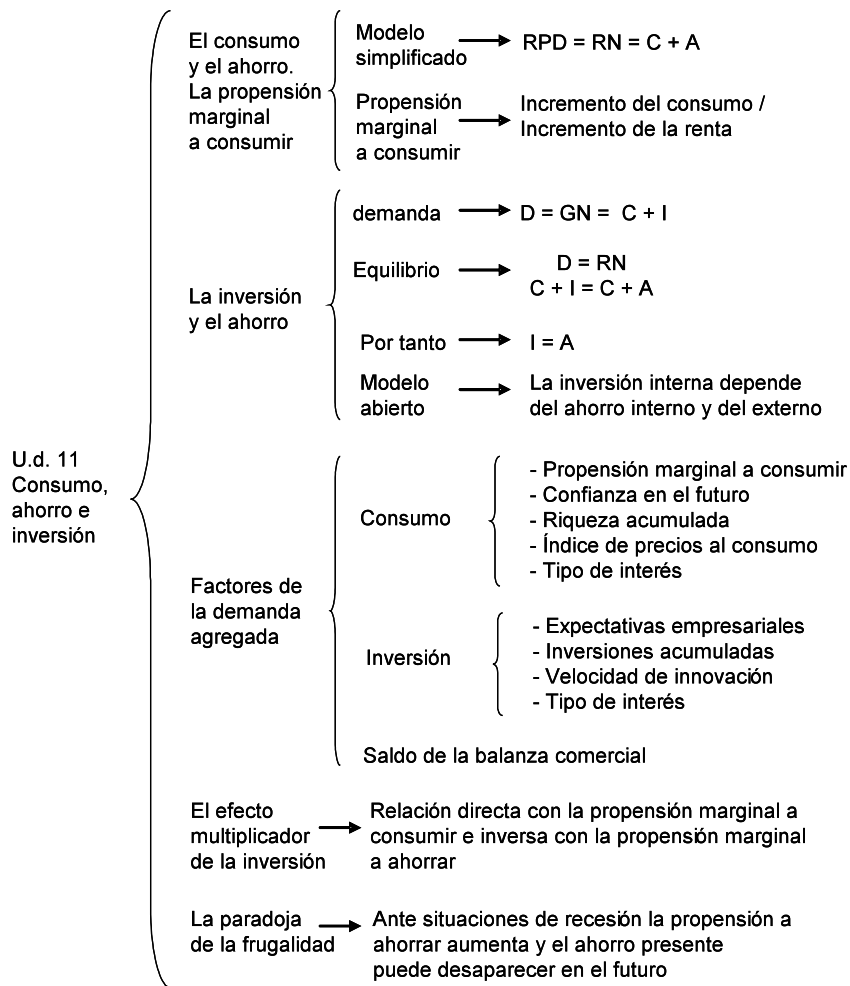 U.d. 11
Consumo,
ahorro e
inversión
El consumo
y el ahorro.
La propensión
marginal
a consumir
Modelo
simplificado
RPD = RN = C + A
Propensión
marginal
a consumir
Incremento del consumo /
Incremento de la renta
La inversión
y el ahorro
demanda
D = GN = C + I
Equilibrio
D = RN
C + I = C + A
Por tanto
I = A
Modelo
abierto
La inversión interna depende
del ahorro interno y del externo
Factores de
la demanda
agregada
Consumo
- Propensión marginal a consumir
- Confianza en el futuro
- Riqueza acumulada
- Índice de precios al consumo
- Tipo de interés
Inversión
- Expectativas empresariales
- Inversiones acumuladas
- Velocidad de innovación
- Tipo de interés
Saldo de la balanza comercial
El efecto
multiplicador
de la inversión
Relación directa con la propensión marginal a
consumir e inversa con la propensión marginal
a ahorrar
La paradoja
de la frugalidad
Ante situaciones de recesión la propensión a
ahorrar aumenta y el ahorro presente
puede desaparecer en el futuro